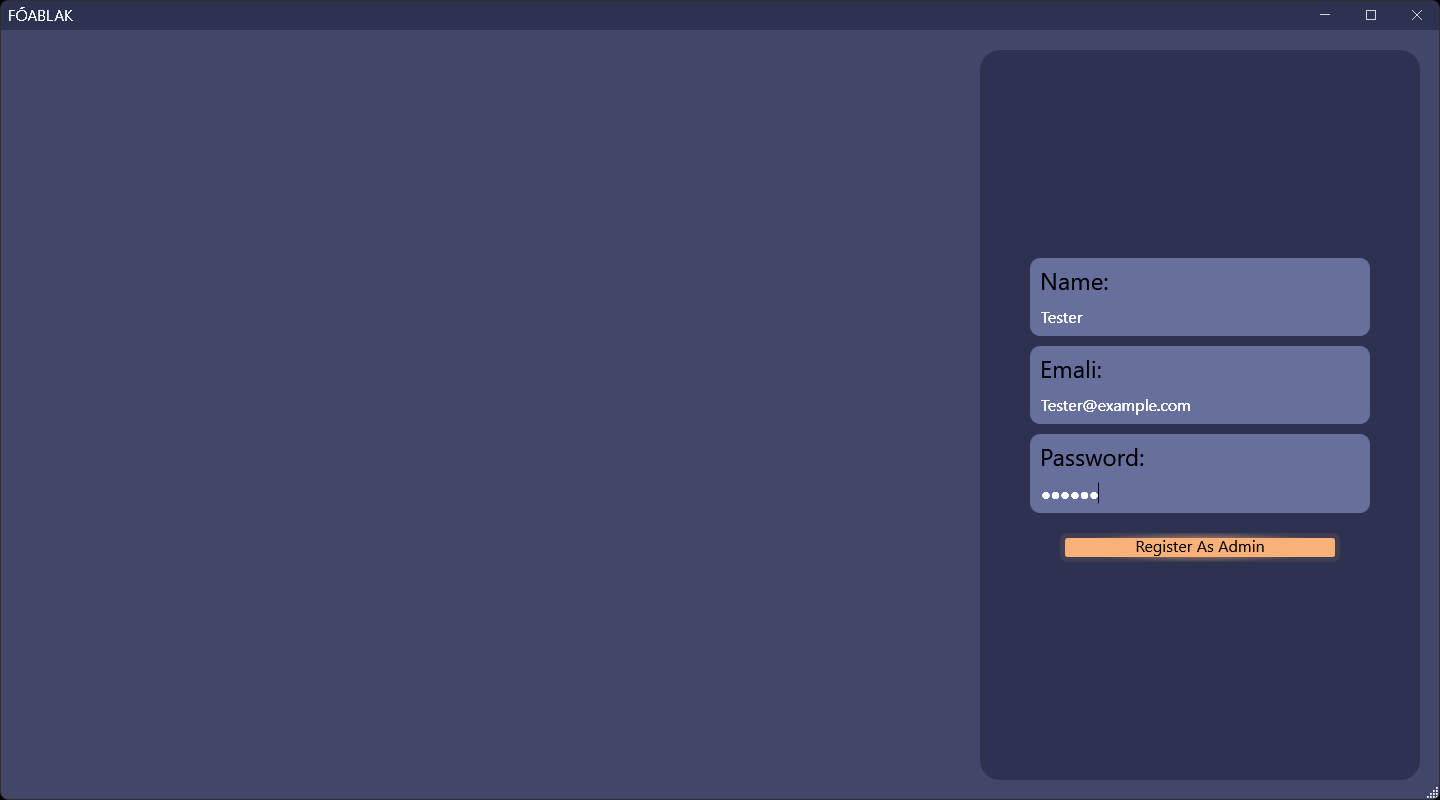 FŐABLAK
Name:
Tester
Emali:
Tester@example.com
Password:
●●●●●●
Register As Admin